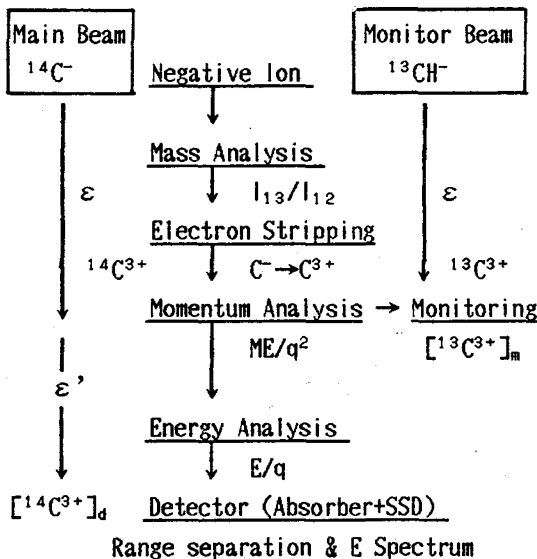 Main Beam Monitor Beam
¹⁴C⁻ ¹³CH⁻
Negative Ion
Mass Analysis
ε I₁₃/I₁₂ ε
Electron Stripping
¹⁴C³⁺ C⁻→C³⁺ ¹³C³⁺
Momentum Analysis → Monitoring
ME/q² [¹³C³⁺]ₘ
ε’
Energy Analysis
E/q
[¹⁴C³⁺]d Detector (Absorber+SSD)
Range separation & E Spectrum